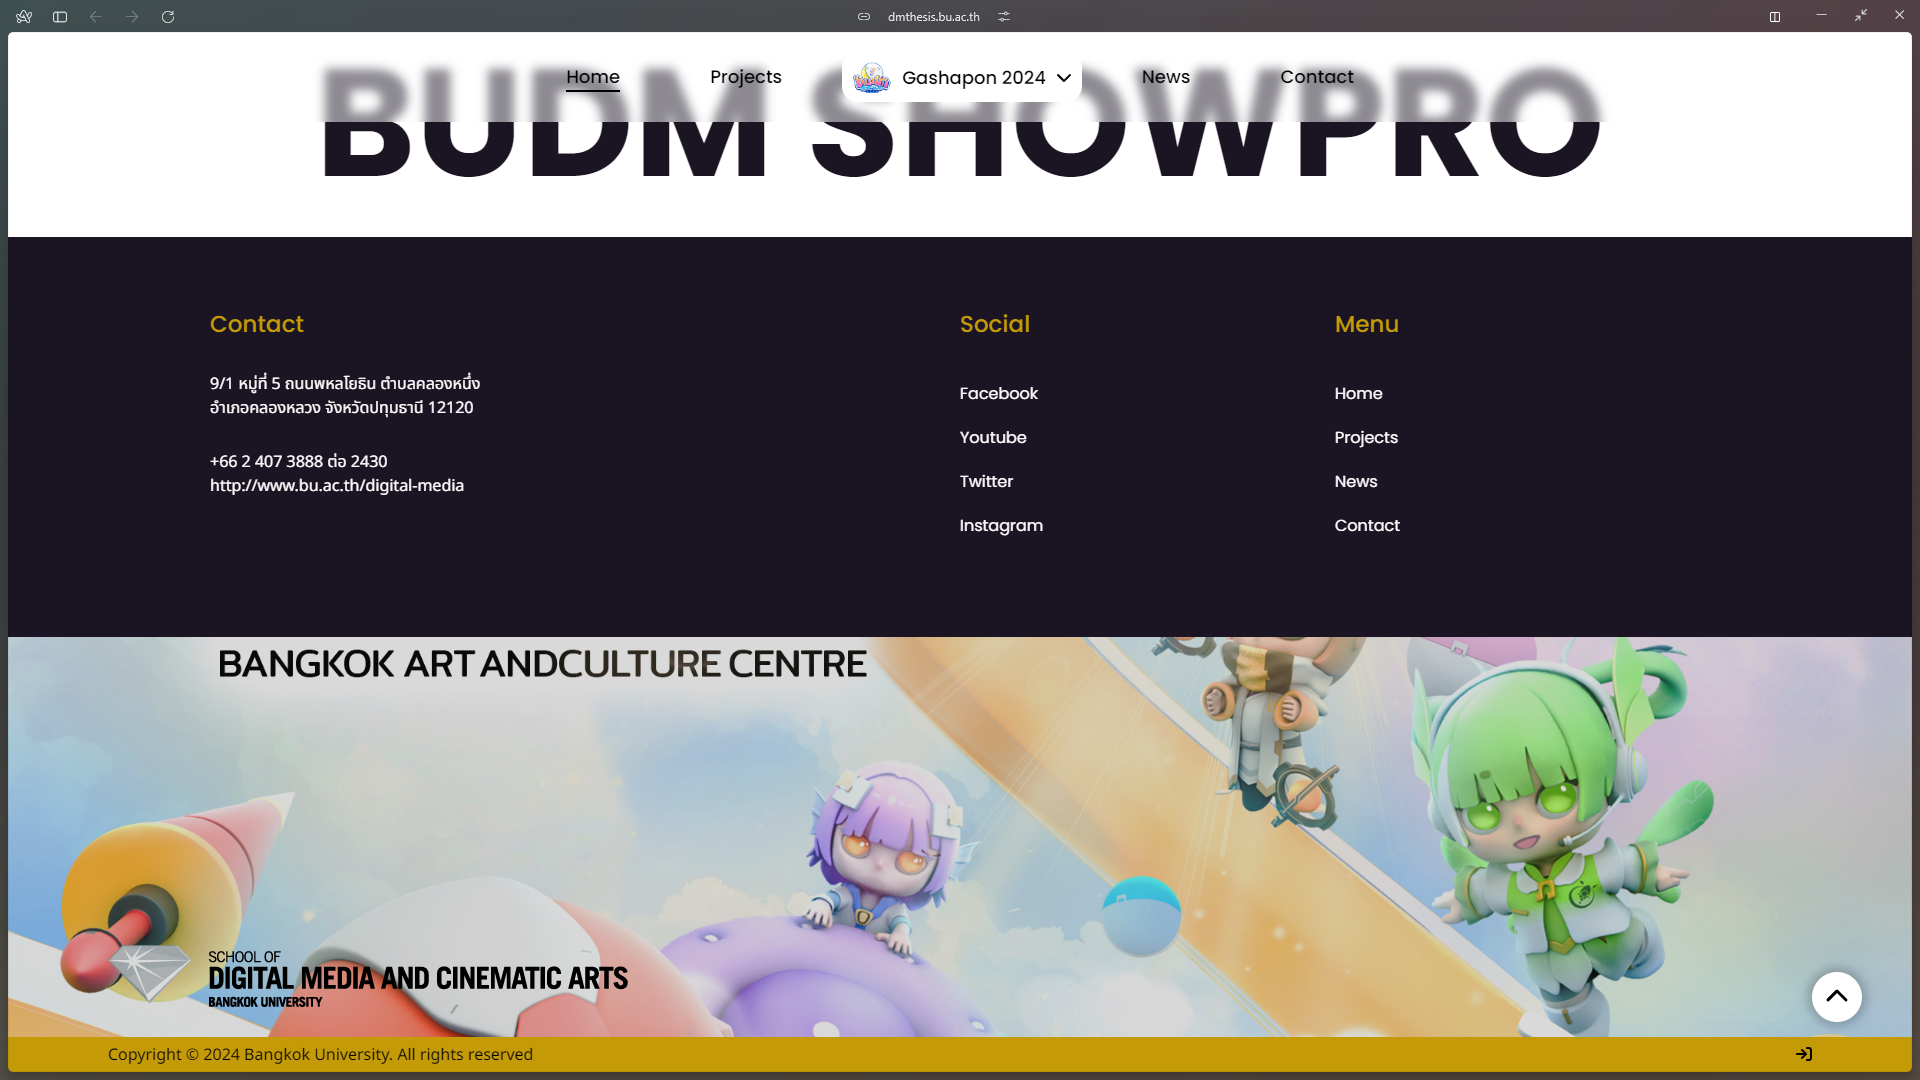 dmthesis.bu.ac.th
Home
Projects
Gashapon 2024
News
Contact
BUDM SHOWPRO
Contact
9/1 หมู่ที่ 5 ถนนพหลโยธิน ตำบลคลองหนึ่ง
อำเภอคลองหลวง จังหวัดปทุมธานี 12120
+66 2 407 3888 ต่อ 2430
http://www.bu.ac.th/digital-media
Social
Facebook
Youtube
Twitter
Instagram
Menu
Home
Projects
News
Contact
BANGKOK ART ANDCULTURE CENTRE
SCHOOL OF
DIGITAL MEDIA AND CINEMATIC ARTS
BANGKOK UNIVERSITY
Copyright © 2024 Bangkok University. All rights reserved